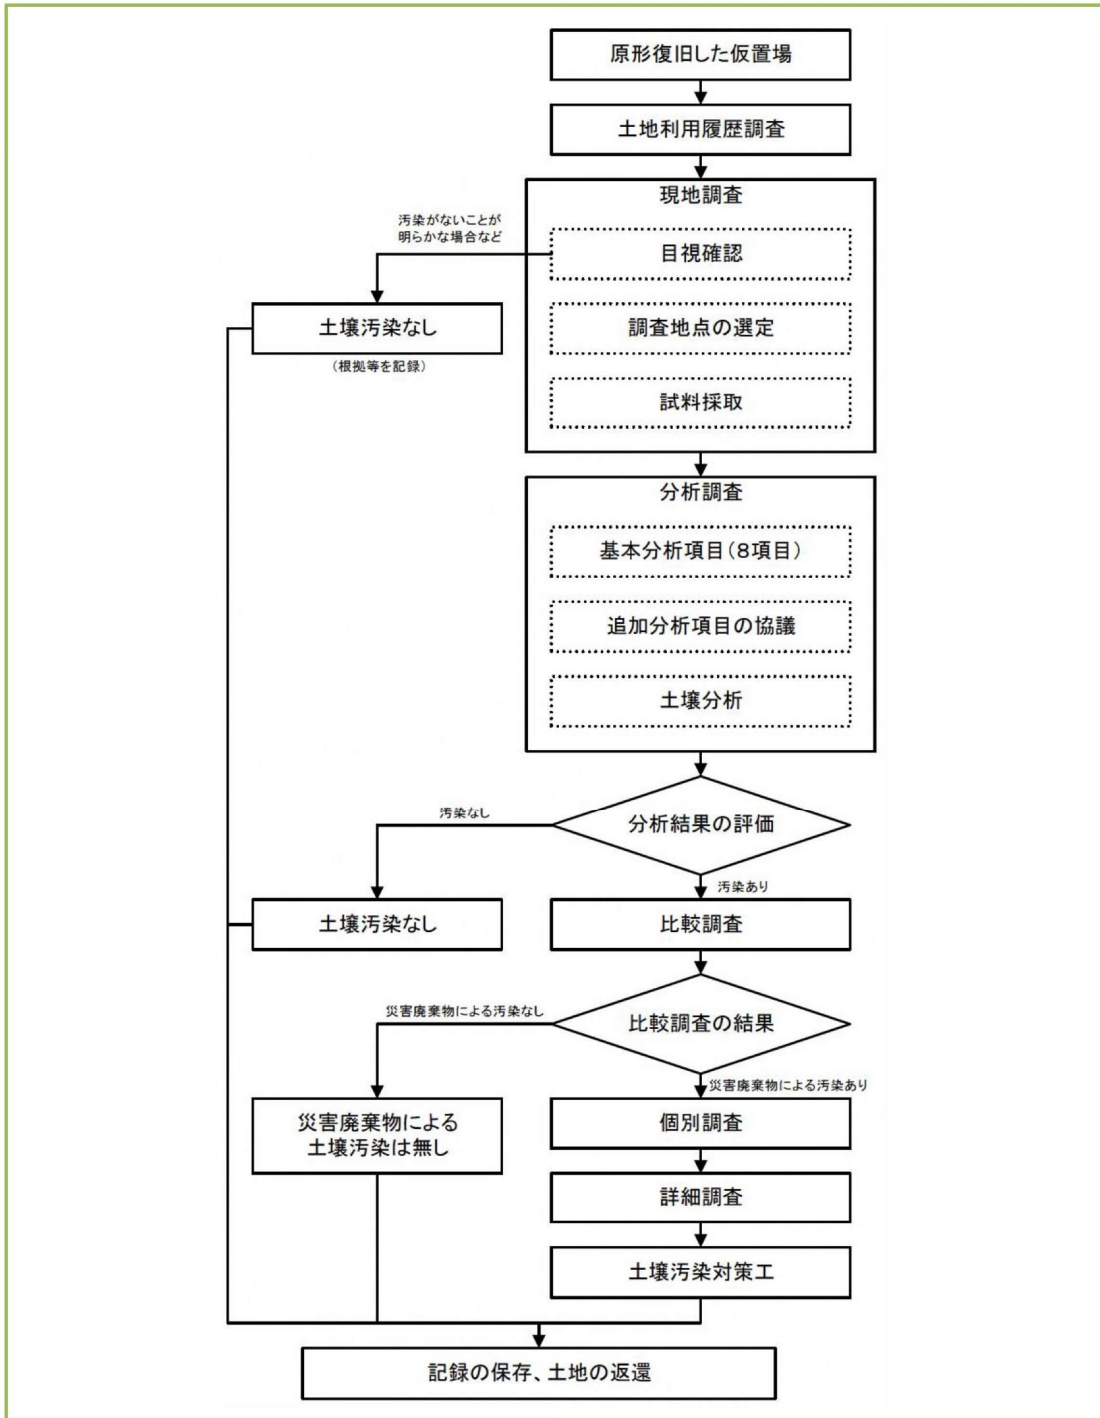 原形復旧した仮置場
土地利用履歴調査
現地調査
汚染がないことが
明らかな場合など
目視確認
土壌汚染なし
（根拠等を記録）
調査地点の選定
試料採取
分析調査
基本分析項目（8項目）
追加分析項目の協議
土壌分析
分析結果の評価
汚染なし
汚染あり
土壌汚染なし
比較調査
比較調査の結果
災害廃棄物による汚染なし
災害廃棄物による汚染あり
災害廃棄物による
土壌汚染は無し
個別調査
詳細調査
土壌汚染対策工
記録の保存、土地の返還